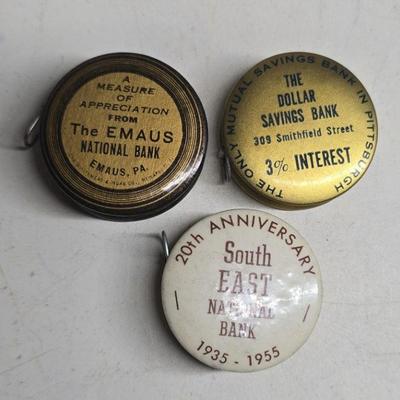 A
MEASURE
OF
APPRECIATION
FROM
The EMAUS
NATIONAL BANK
EMAUS, PA.
THE ONLY MUTUAL SAVINGS BANK IN PITTSBURGH
THE
DOLLAR
SAVINGS BANK
309 Smithfield Street
3% INTEREST
20th ANNIVERSARY
South
EAST
NATIONAL
BANK
1935 - 1955